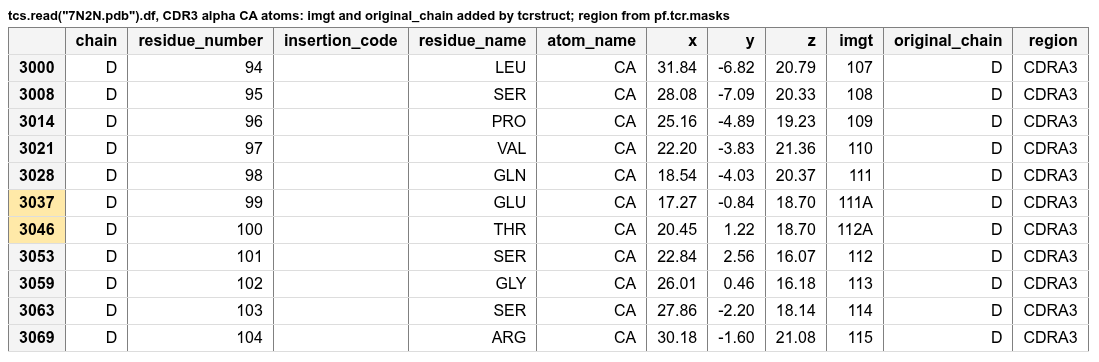 tcs.read("7N2N.pdb").df, CDR3 alpha CA atoms: imgt and original_chain added by tcrstruct; region from pf.tcr.masks
chain residue_number insertion_code residue_name atom_name x y z imgt original_chain region
3000 D 94 LEU CA 31.84 -6.82 20.79 107 D CDRA3
3008 D 95 SER CA 28.08 -7.09 20.33 108 D CDRA3
3014 D 96 PRO CA 25.16 -4.89 19.23 109 D CDRA3
3021 D 97 VAL CA 22.20 -3.83 21.36 110 D CDRA3
3028 D 98 GLN CA 18.54 -4.03 20.37 111 D CDRA3
3037 D 99 GLU CA 17.27 -0.84 18.70 111A D CDRA3
3046 D 100 THR CA 20.45 1.22 18.70 112A D CDRA3
3053 D 101 SER CA 22.84 2.56 16.07 112 D CDRA3
3059 D 102 GLY CA 26.01 0.46 16.18 113 D CDRA3
3063 D 103 SER CA 27.86 -2.20 18.14 114 D CDRA3
3069 D 104 ARG CA 30.18 -1.60 21.08 115 D CDRA3